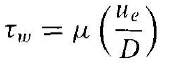 τ_w = μ (u_e / D)